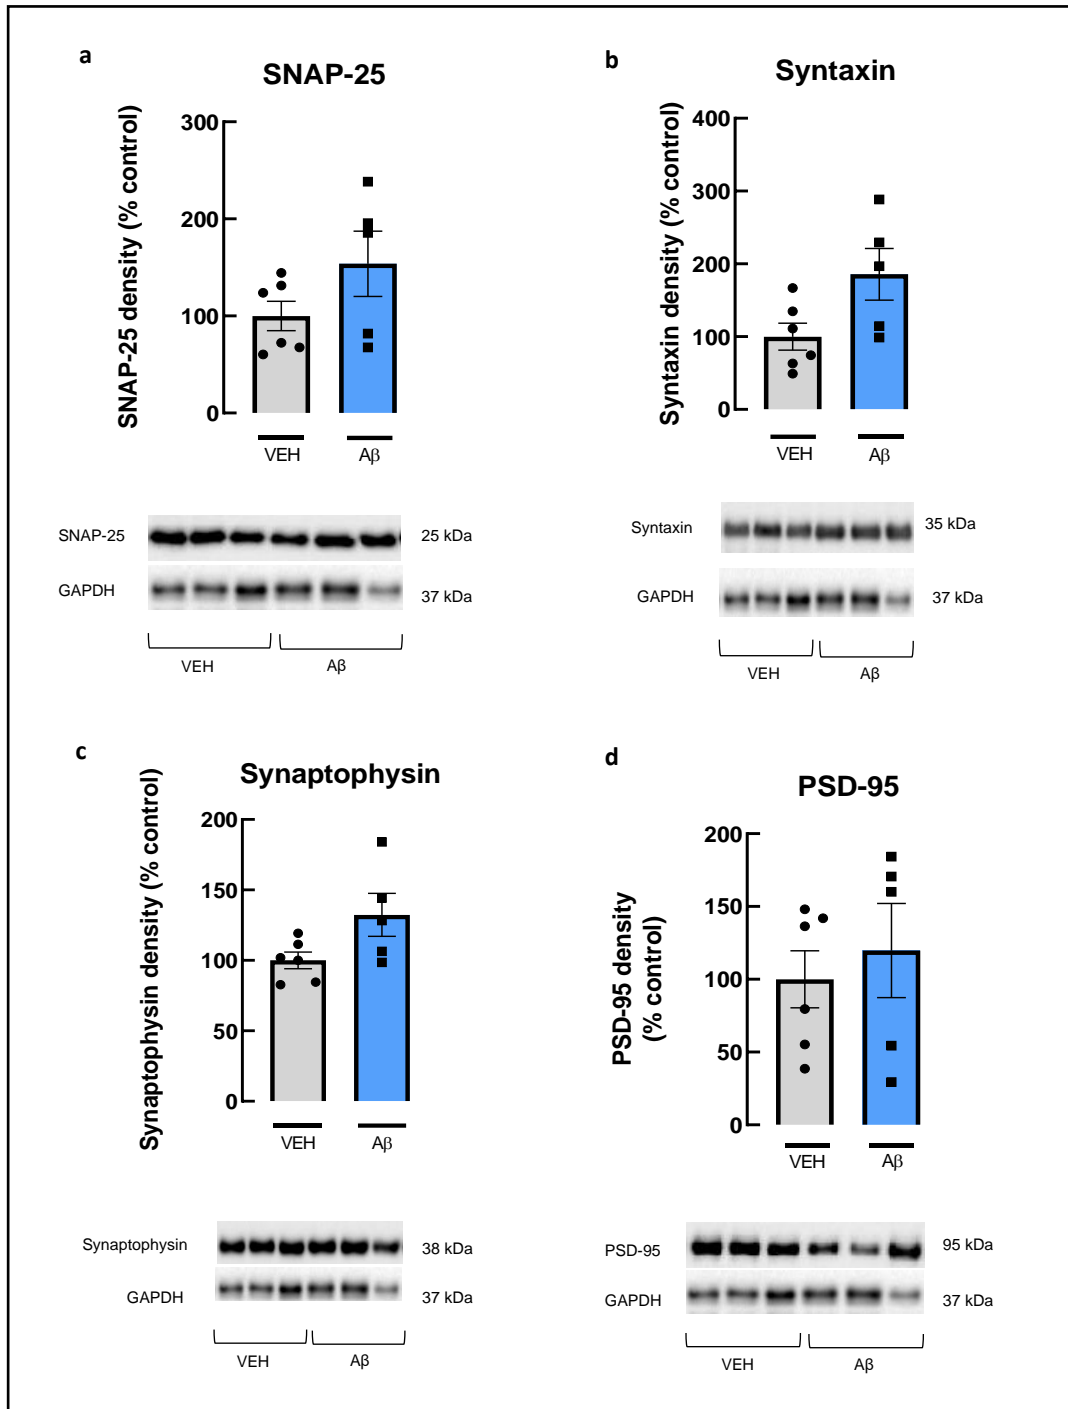 a
SNAP-25
SNAP-25 density (% control)
300
200
100
0
VEH
Aβ
SNAP-25
25 kDa
GAPDH
37 kDa
VEH
Aβ
b
Syntaxin
Syntaxin density (% control)
400
300
200
100
0
VEH
Aβ
Syntaxin
35 kDa
GAPDH
37 kDa
VEH
Aβ
c
Synaptophysin
Synaptophysin density (% control)
200
150
100
50
0
VEH
Aβ
Synaptophysin
38 kDa
GAPDH
37 kDa
VEH
Aβ
d
PSD-95
PSD-95 density
(% control)
200
150
100
50
0
VEH
Aβ
PSD-95
95 kDa
GAPDH
37 kDa
VEH
Aβ